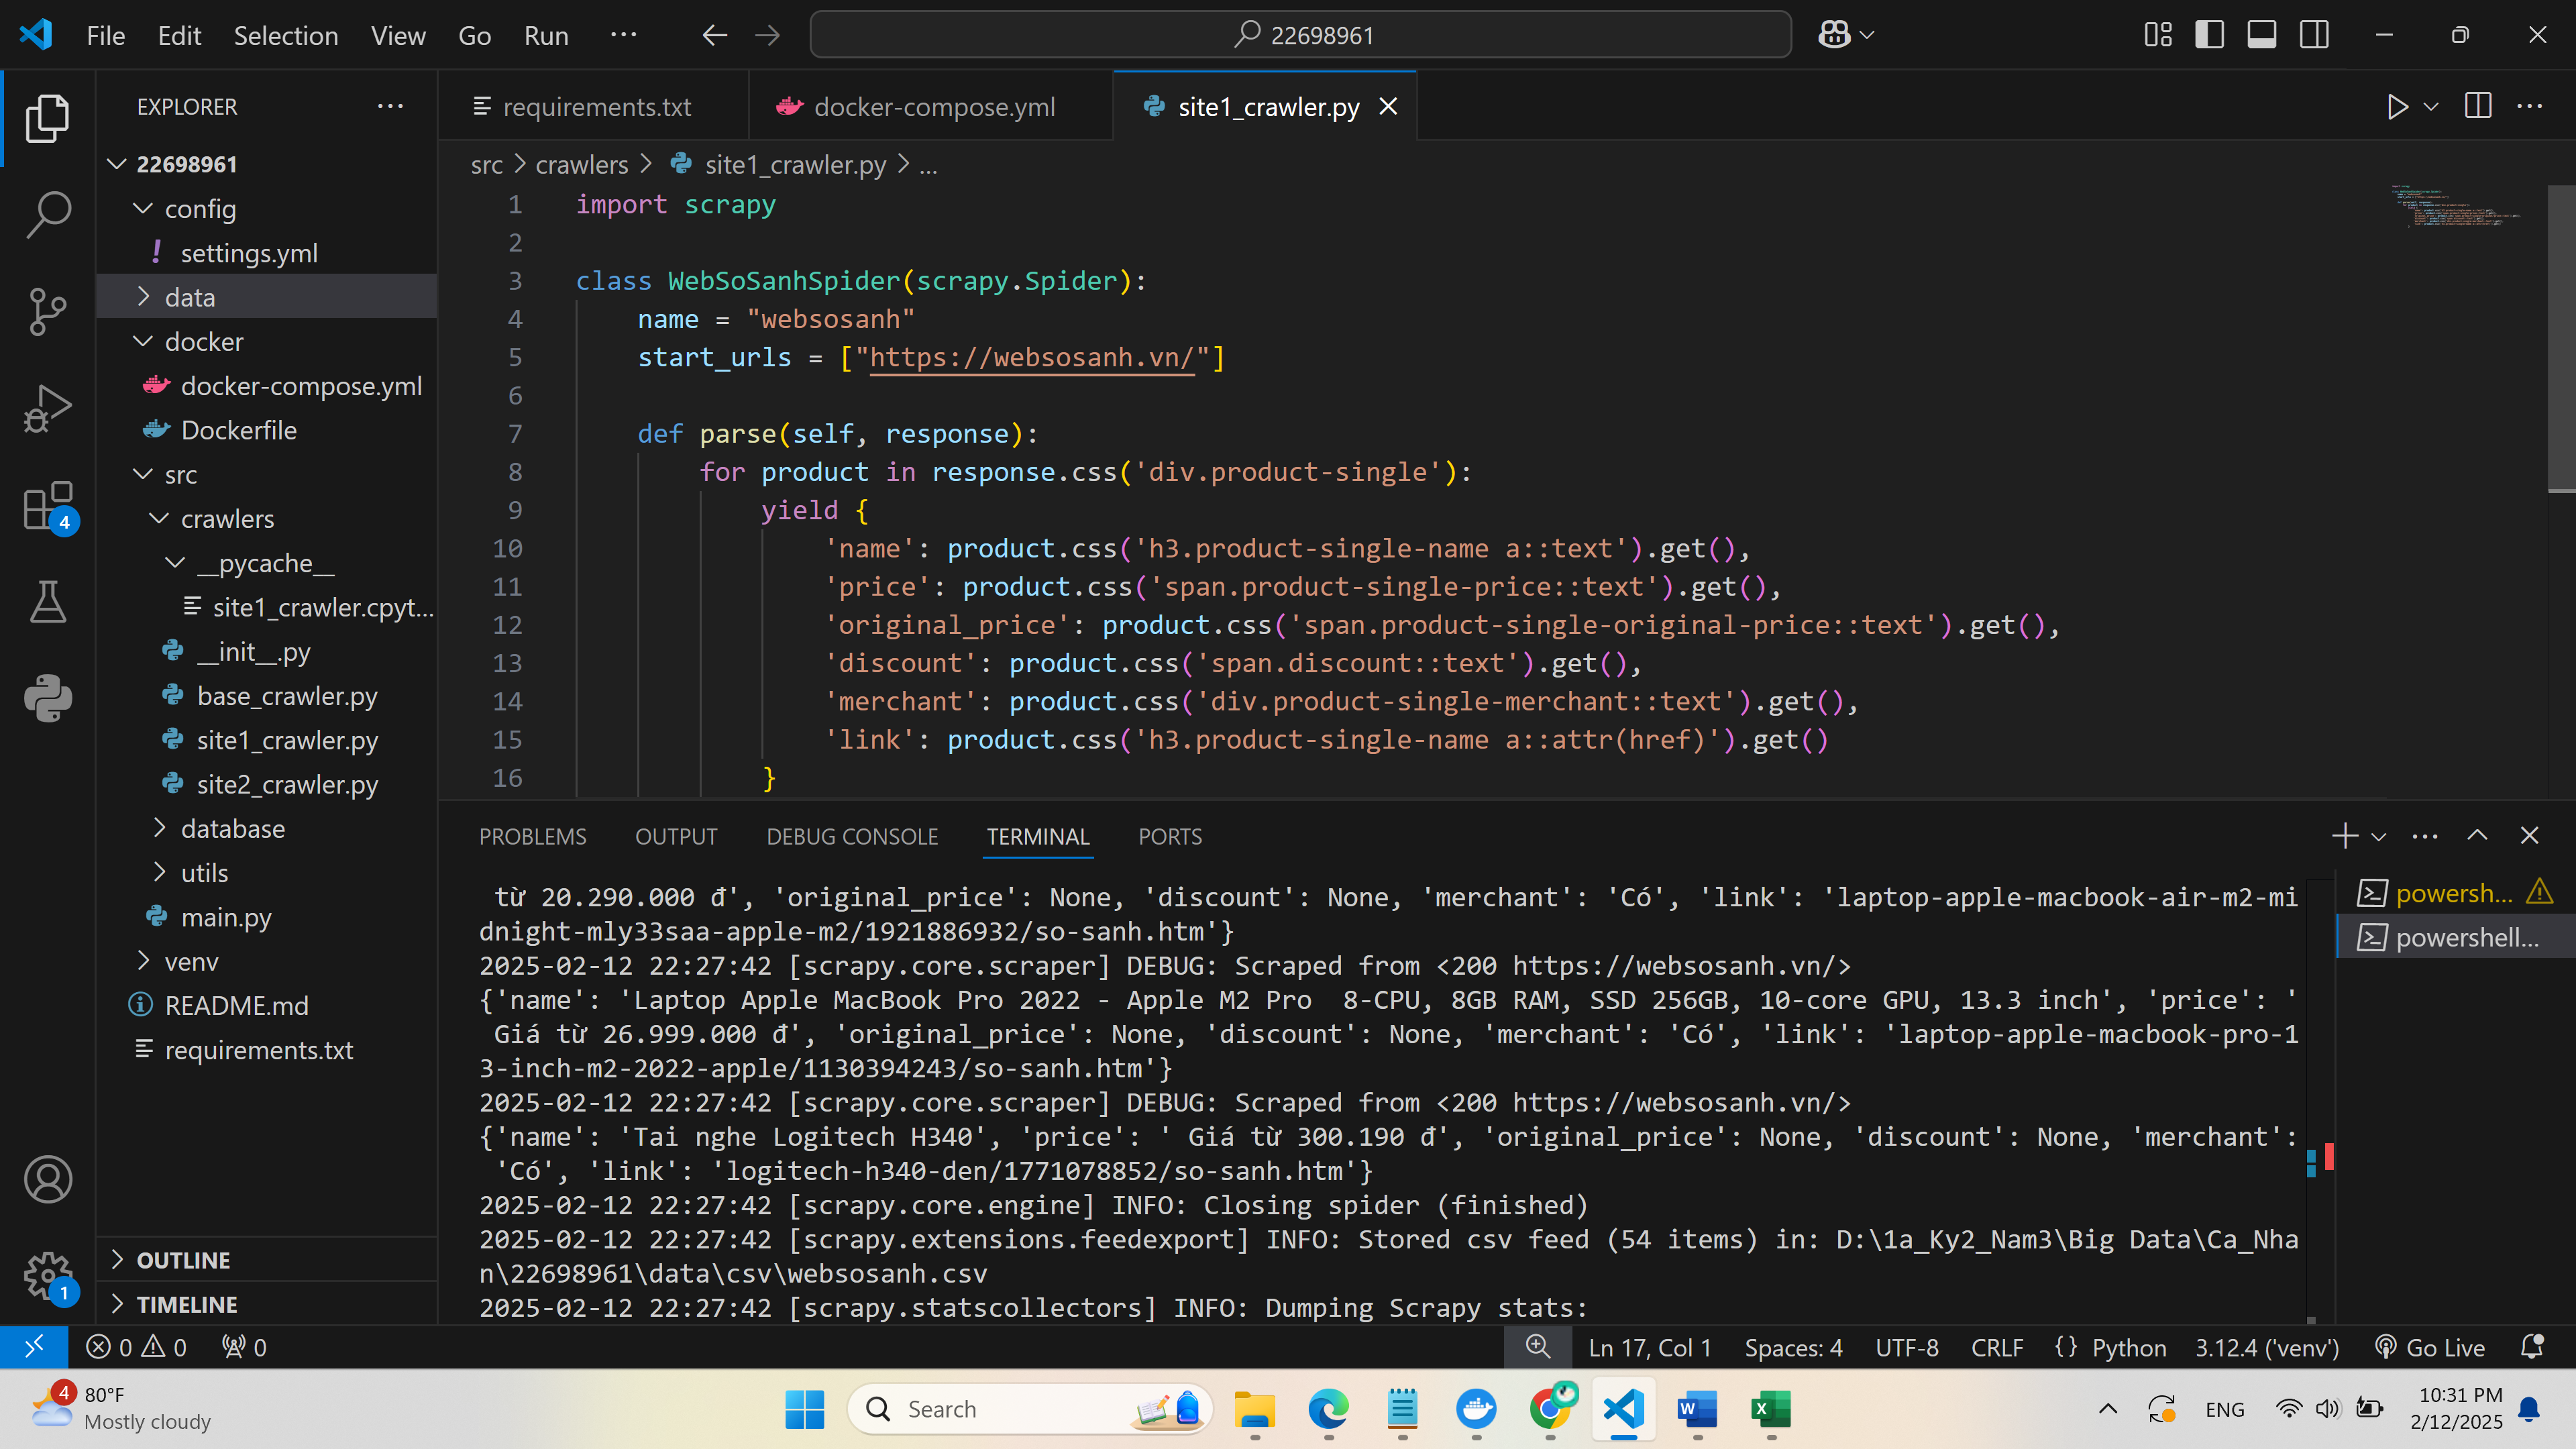 File Edit Selection View Go Run ··· 22698961
EXPLORER
22698961
config
settings.yml
data
docker
docker-compose.yml
Dockerfile
src
crawlers
__pycache__
site1_crawler.cpyt...
__init__.py
base_crawler.py
site1_crawler.py
site2_crawler.py
database
utils
main.py
venv
README.md
requirements.txt
OUTLINE
TIMELINE
4
1
requirements.txt docker-compose.yml site1_crawler.py
src > crawlers > site1_crawler.py > ...
1 import scrapy
2
3 class WebSoSanhSpider(scrapy.Spider):
4 name = "websosanh"
5 start_urls = ["https://websosanh.vn/"]
6
7 def parse(self, response):
8 for product in response.css('div.product-single'):
9 yield {
10 'name': product.css('h3.product-single-name a::text').get(),
11 'price': product.css('span.product-single-price::text').get(),
12 'original_price': product.css('span.product-single-original-price::text').get(),
13 'discount': product.css('span.discount::text').get(),
14 'merchant': product.css('div.product-single-merchant::text').get(),
15 'link': product.css('h3.product-single-name a::attr(href)').get()
16 }
PROBLEMS OUTPUT DEBUG CONSOLE TERMINAL PORTS
từ 20.290.000 đ', 'original_price': None, 'discount': None, 'merchant': 'Có', 'link': 'laptop-apple-macbook-air-m2-mi
dnight-mly33saa-apple-m2/1921886932/so-sanh.htm'}
2025-02-12 22:27:42 [scrapy.core.scraper] DEBUG: Scraped from <200 https://websosanh.vn/>
{'name': 'Laptop Apple MacBook Pro 2022 - Apple M2 Pro  8-CPU, 8GB RAM, SSD 256GB, 10-core GPU, 13.3 inch', 'price': '
Giá từ 26.999.000 đ', 'original_price': None, 'discount': None, 'merchant': 'Có', 'link': 'laptop-apple-macbook-pro-1
3-inch-m2-2022-apple/1130394243/so-sanh.htm'}
2025-02-12 22:27:42 [scrapy.core.scraper] DEBUG: Scraped from <200 https://websosanh.vn/>
{'name': 'Tai nghe Logitech H340', 'price': ' Giá từ 300.190 đ', 'original_price': None, 'discount': None, 'merchant':
'Có', 'link': 'logitech-h340-den/1771078852/so-sanh.htm'}
2025-02-12 22:27:42 [scrapy.core.engine] INFO: Closing spider (finished)
2025-02-12 22:27:42 [scrapy.extensions.feedexport] INFO: Stored csv feed (54 items) in: D:\1a_Ky2_Nam3\Big Data\Ca_Nha
n\22698961\data\csv\websosanh.csv
2025-02-12 22:27:42 [scrapy.statscollectors] INFO: Dumping Scrapy stats:
powersh...
powershell...
0 0 0 Ln 17, Col 1 Spaces: 4 UTF-8 CRLF {} Python 3.12.4 ('venv') Go Live
4 80°F
Mostly cloudy
Search
ENG
10:31 PM
2/12/2025